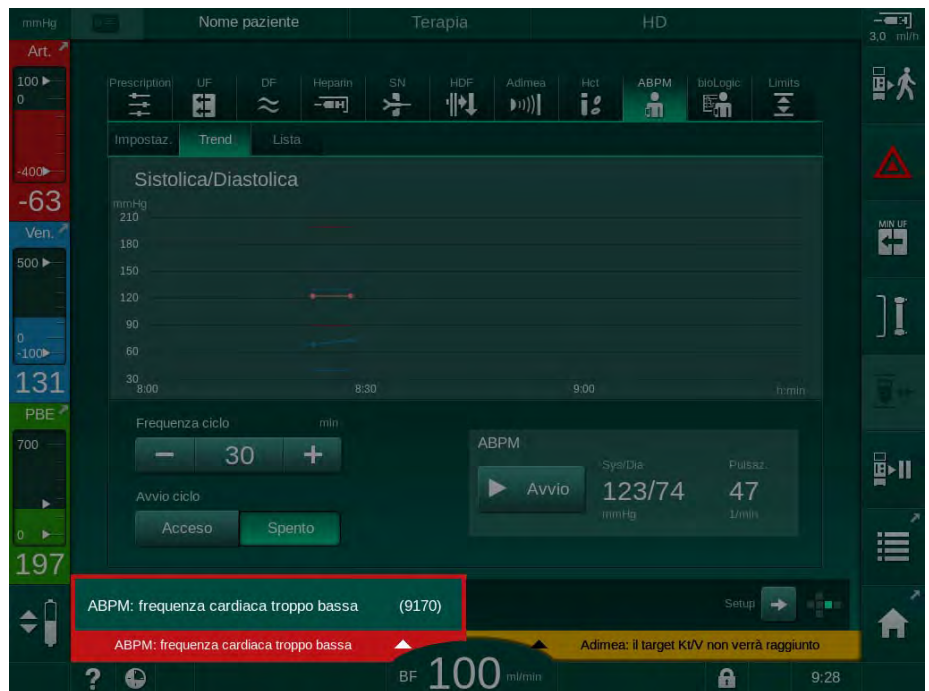 mmHg Nome paziente Terapia HD 3,0 ml/h
Art.
100
0
-400
-63
Ven.
500
0
-100
131
PBE
700
0
197
Prescription UF DF Heparin SN HDF Adimea Hct ABPM bioLogic Limits
Impostaz. Trend Lista
Sistolica/Diastolica
mmHg
210
180
150
120
90
60
30
8:00 8:30 9:00 h:min
Frequenza ciclo min
30
Avvio ciclo
Acceso Spento
ABPM
Avvio
Sys/Dia Pulsaz.
123/74 47
mmHg 1/min
MIN UF
ABPM: frequenza cardiaca troppo bassa (9170)
Setup
ABPM: frequenza cardiaca troppo bassa
Adimea: il target Kt/V non verrà raggiunto
? BF 100 ml/min 9:28